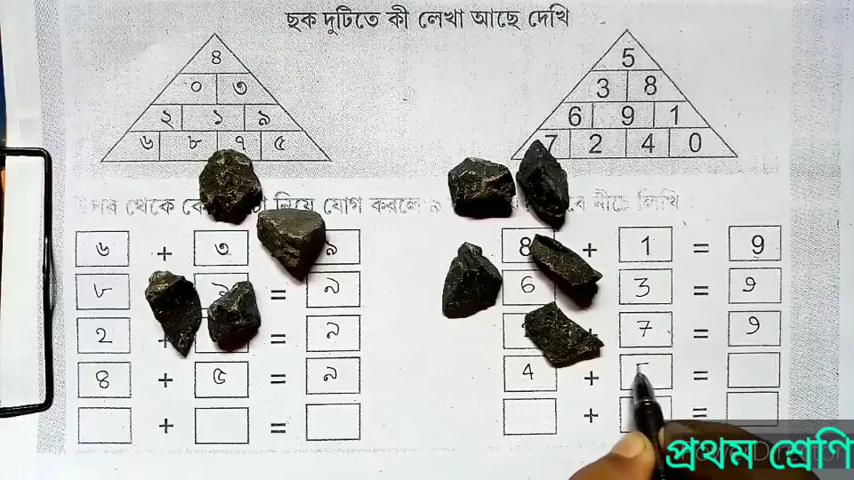 ছক দুটিতে কী লেখা আছে দেখি
৪
০ ৩
২ ১ ৯
৬ ৮ ৭ ৫
5
3 8
6 9 1
7 2 4 0
থেকে নিয়ে যোগ করলে ৯ নীচে লিখি
৬ + ৩ ৯
৮ = ৯
২ + = ৯
৪ + ৫ = ৯
+ =
8 + 1 = 9
6 3 = 9
+ 7 = 9
4 + =
+ =
প্রথম শ্রেণি